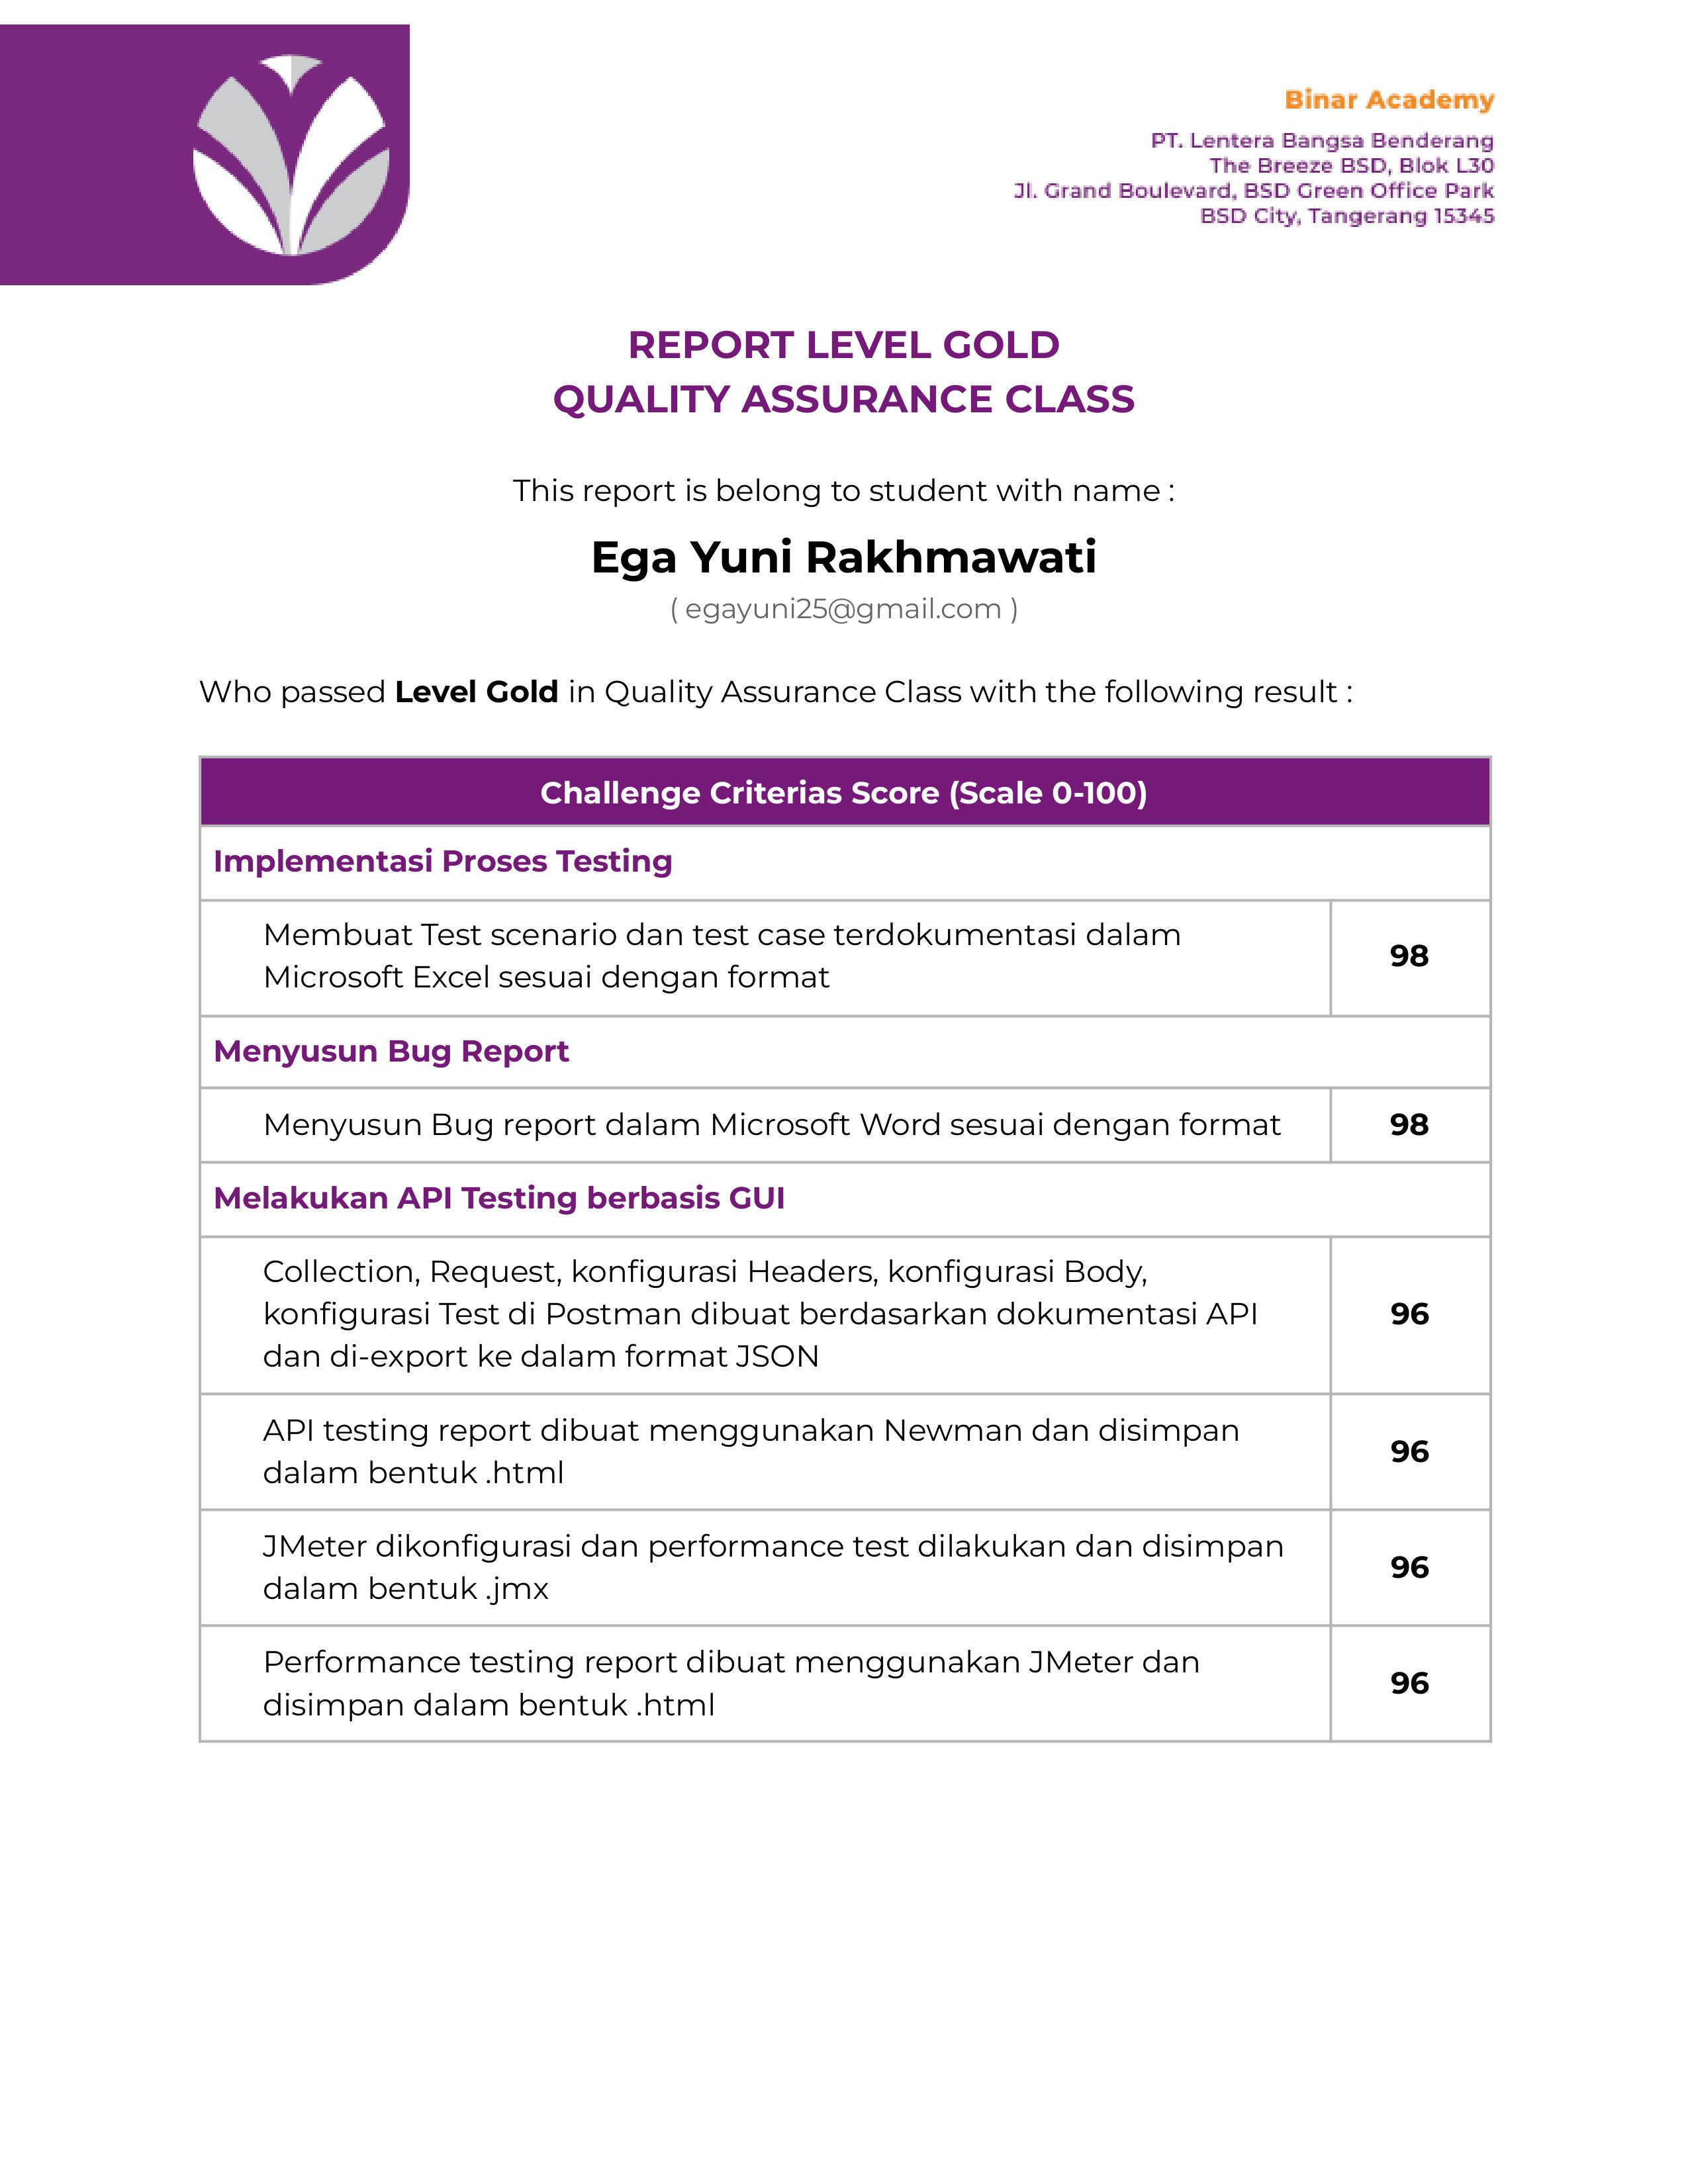 Binar Academy
PT. Lentera Bangsa Benderang
The Breeze BSD, Blok L30
Jl. Grand Boulevard, BSD Green Office Park
BSD City, Tangerang 15345
REPORT LEVEL GOLD
QUALITY ASSURANCE CLASS
This report is belong to student with name :
Ega Yuni Rakhmawati
( egayuni25@gmail.com )
Who passed Level Gold in Quality Assurance Class with the following result :
Challenge Criterias Score (Scale 0-100)
Implementasi Proses Testing
Membuat Test scenario dan test case terdokumentasi dalam
Microsoft Excel sesuai dengan format
98
Menyusun Bug Report
Menyusun Bug report dalam Microsoft Word sesuai dengan format
98
Melakukan API Testing berbasis GUI
Collection, Request, konfigurasi Headers, konfigurasi Body,
konfigurasi Test di Postman dibuat berdasarkan dokumentasi API
dan di-export ke dalam format JSON
96
API testing report dibuat menggunakan Newman dan disimpan
dalam bentuk .html
96
JMeter dikonfigurasi dan performance test dilakukan dan disimpan
dalam bentuk .jmx
96
Performance testing report dibuat menggunakan JMeter dan
disimpan dalam bentuk .html
96